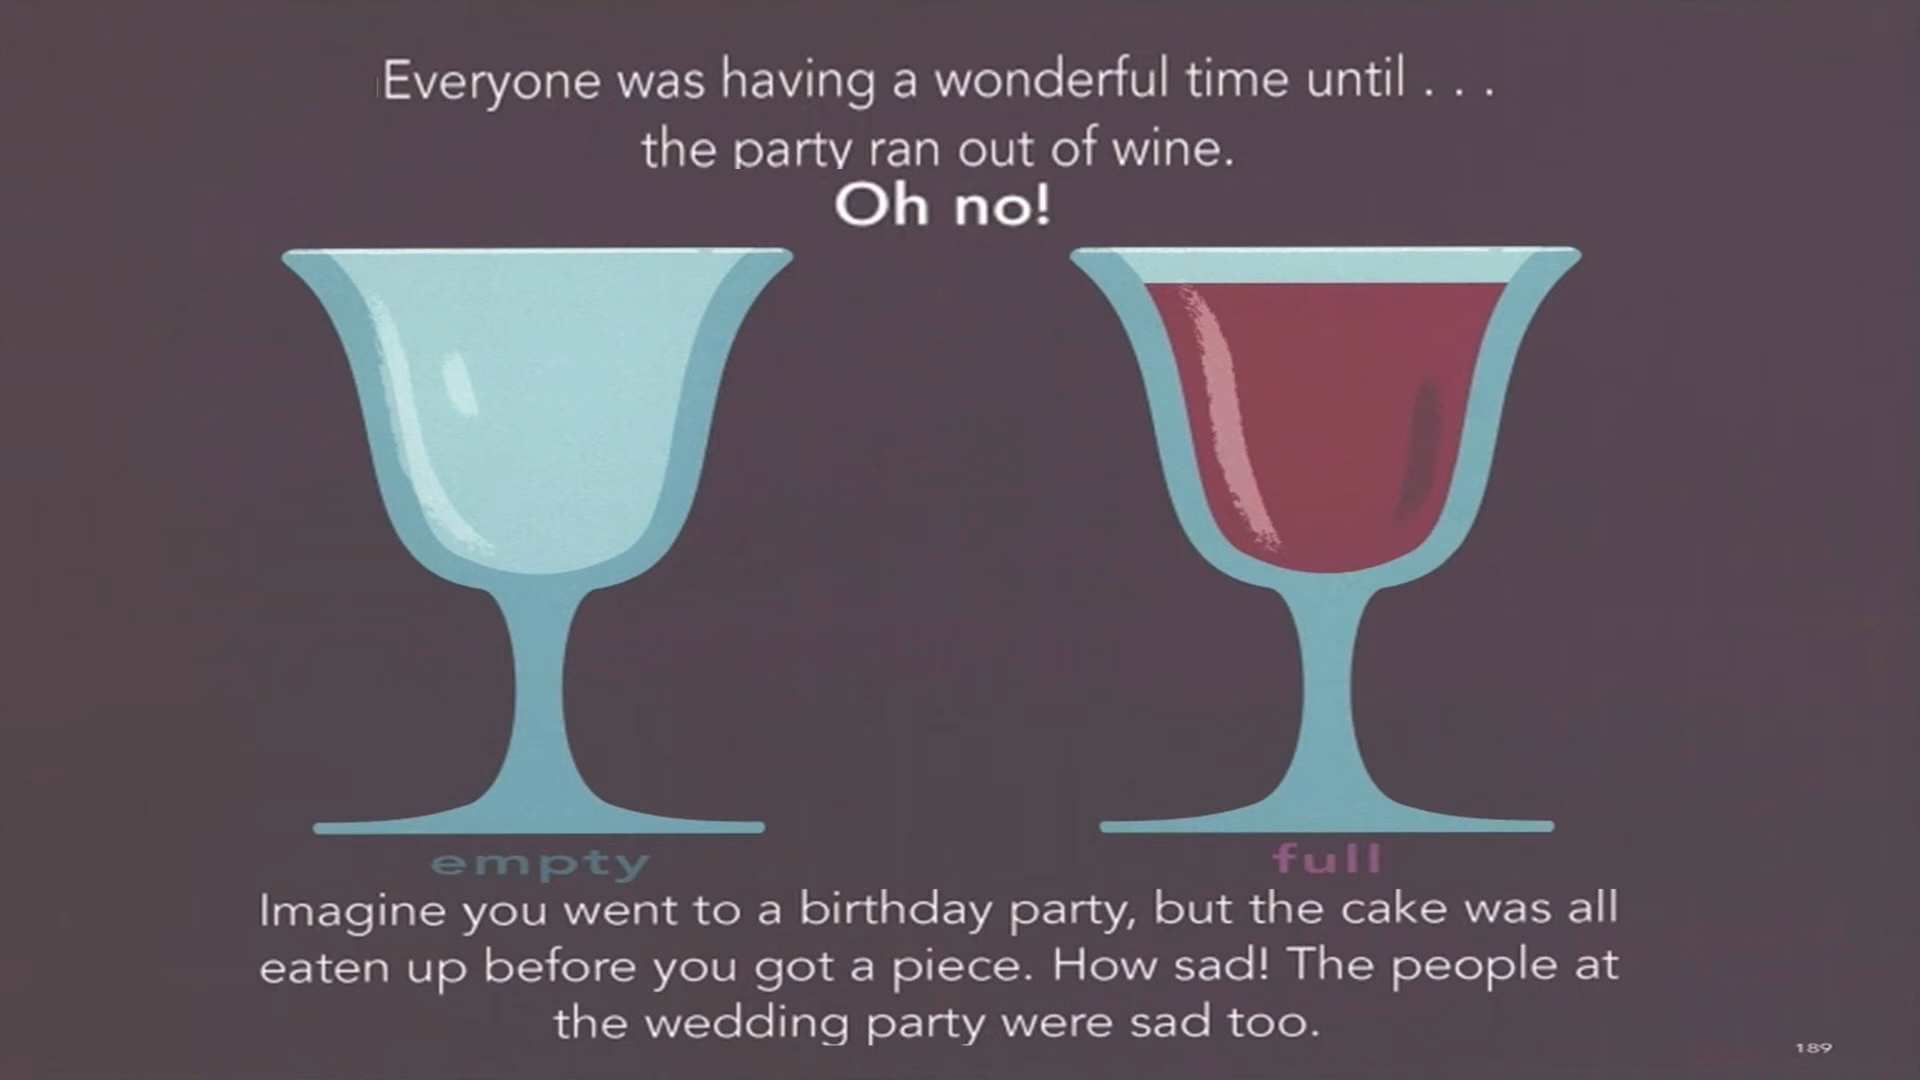 Everyone was having a wonderful time until . . .
the party ran out of wine.
Oh no!
empty
full
Imagine you went to a birthday party, but the cake was all
eaten up before you got a piece. How sad! The people at
the wedding party were sad too.
189